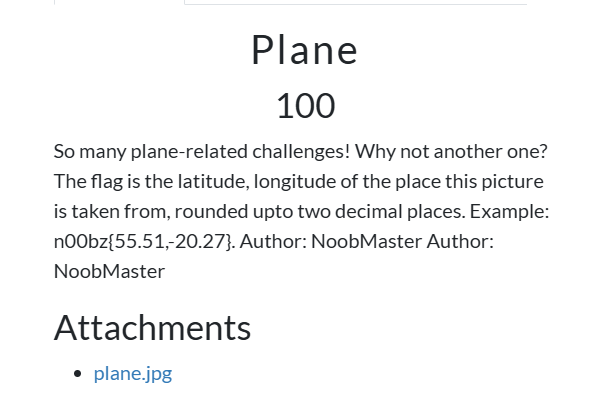 Plane
100
So many plane-related challenges! Why not another one?
The flag is the latitude, longitude of the place this picture
is taken from, rounded upto two decimal places. Example:
n00bz{55.51,-20.27}. Author: NoobMaster Author:
NoobMaster
Attachments
• plane.jpg